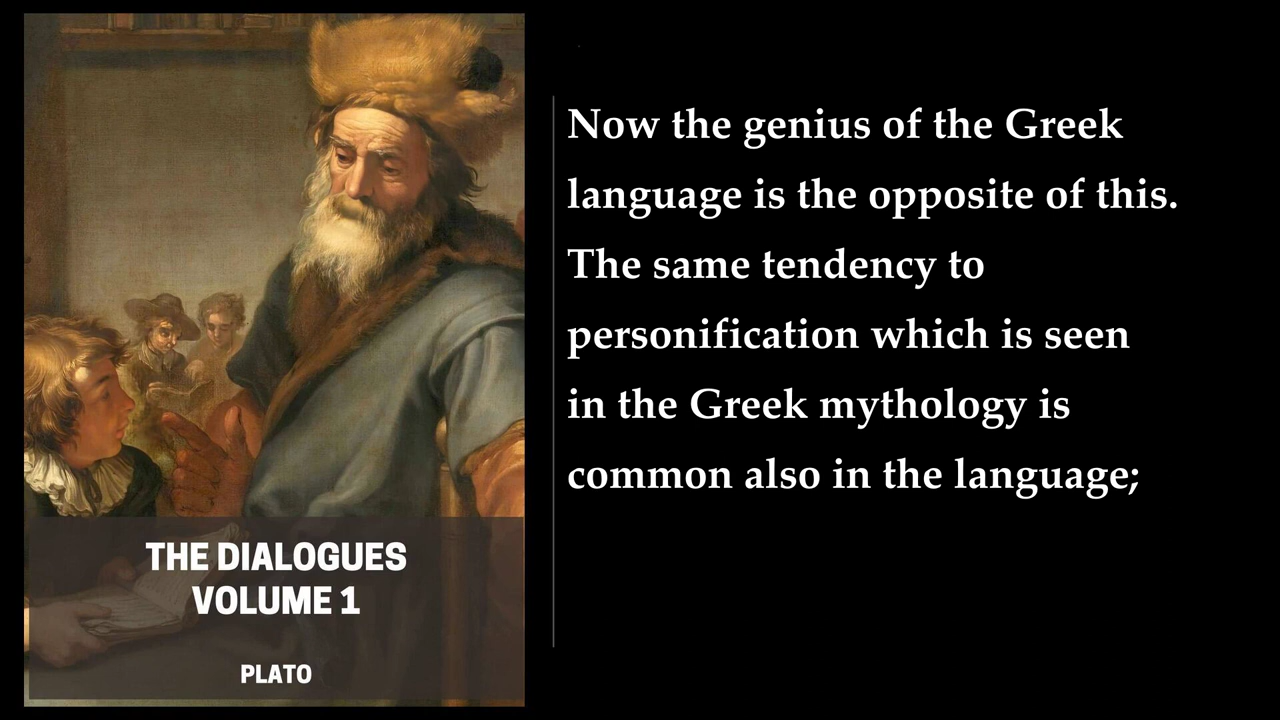 THE DIALOGUES
VOLUME 1
PLATO
Now the genius of the Greek
language is the opposite of this.
The same tendency to
personification which is seen
in the Greek mythology is
common also in the language;